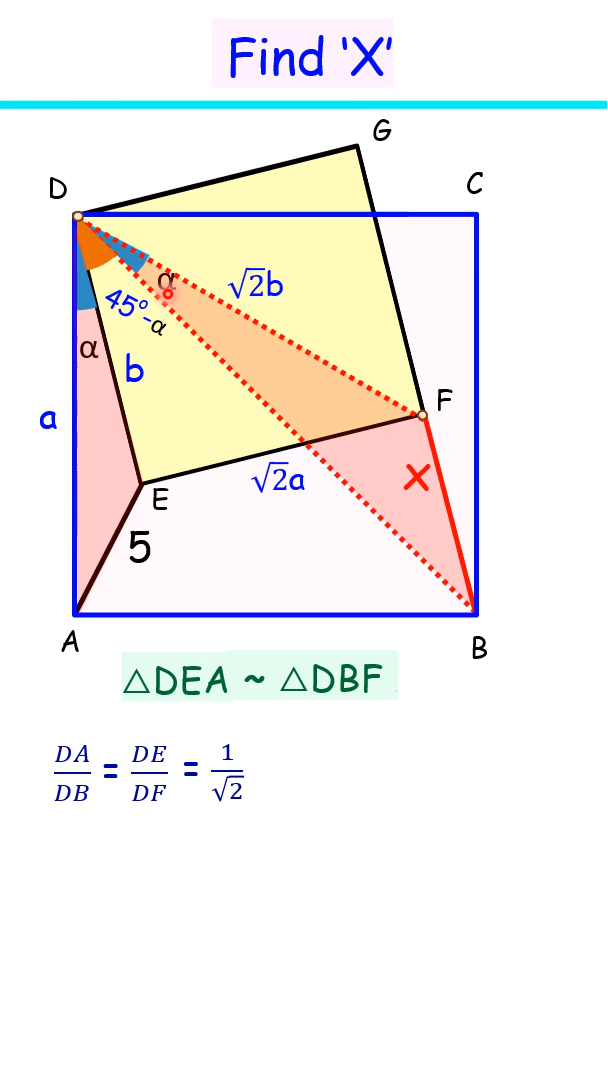 Find 'X'
G
D
C
α
√2b
45°-α
α
b
F
a
√2a
X
E
5
A
B
△DEA ~ △DBF
DA/DB = DE/DF = 1/√2